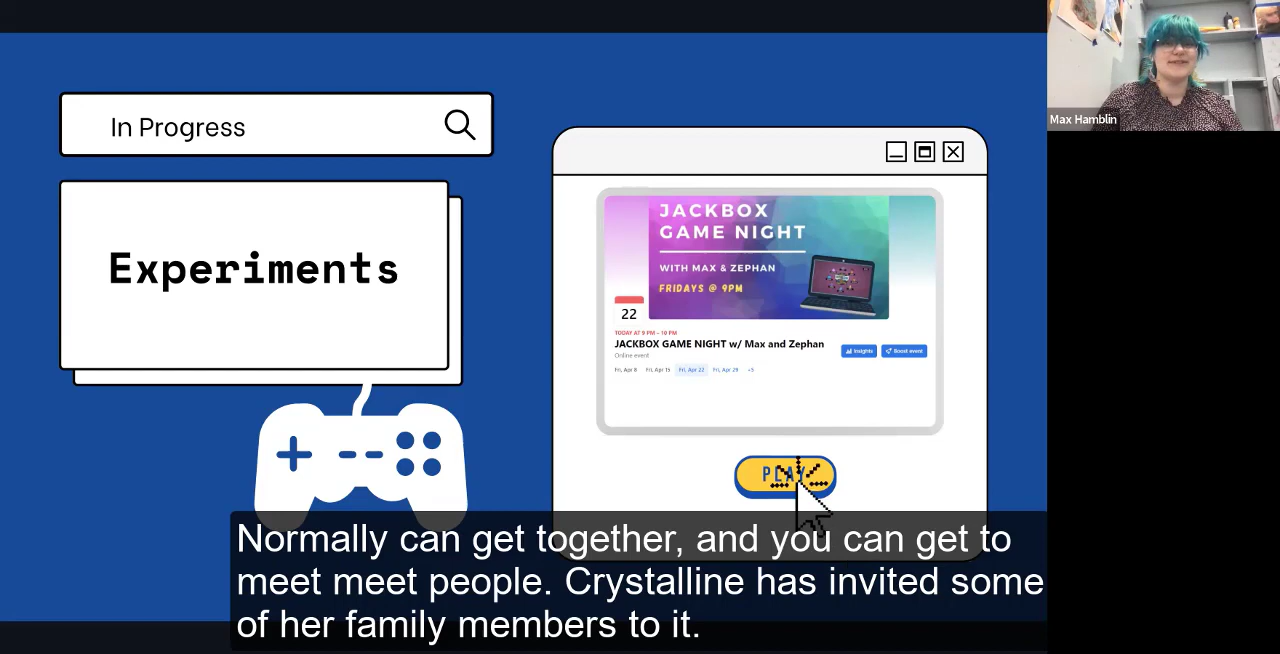 In Progress
Experiments
JACKBOX
GAME NIGHT
WITH MAX & ZEPHAN
FRIDAYS @ 9PM
22
TODAY AT 9 PM – 10 PM
JACKBOX GAME NIGHT w/ Max and Zephan
Online event
Insights
Boost event
Fri, Apr 8 Fri, Apr 15 Fri, Apr 22 Fri, Apr 29 +5
PLAY
Max Hamblin
Normally can get together, and you can get to
meet meet people. Crystalline has invited some
of her family members to it.